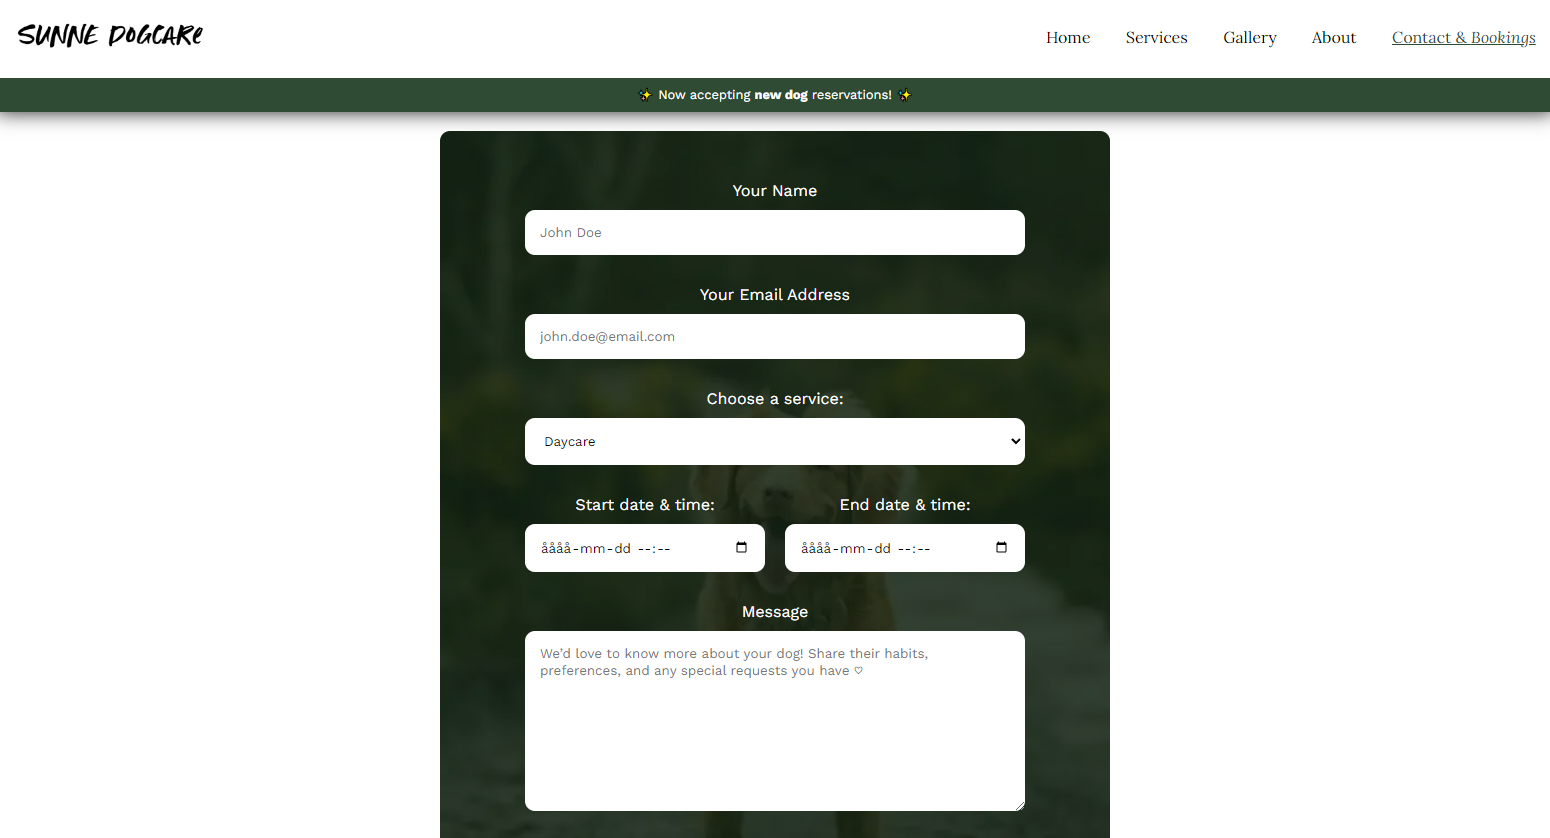 SUNNE DOGCARE
Home Services Gallery About Contact & Bookings
✨ Now accepting new dog reservations! ✨
Your Name
John Doe
Your Email Address
john.doe@email.com
Choose a service:
Daycare
Start date & time: End date & time:
åååå-mm-dd --:-- åååå-mm-dd --:--
Message
We’d love to know more about your dog! Share their habits,
preferences, and any special requests you have ♡